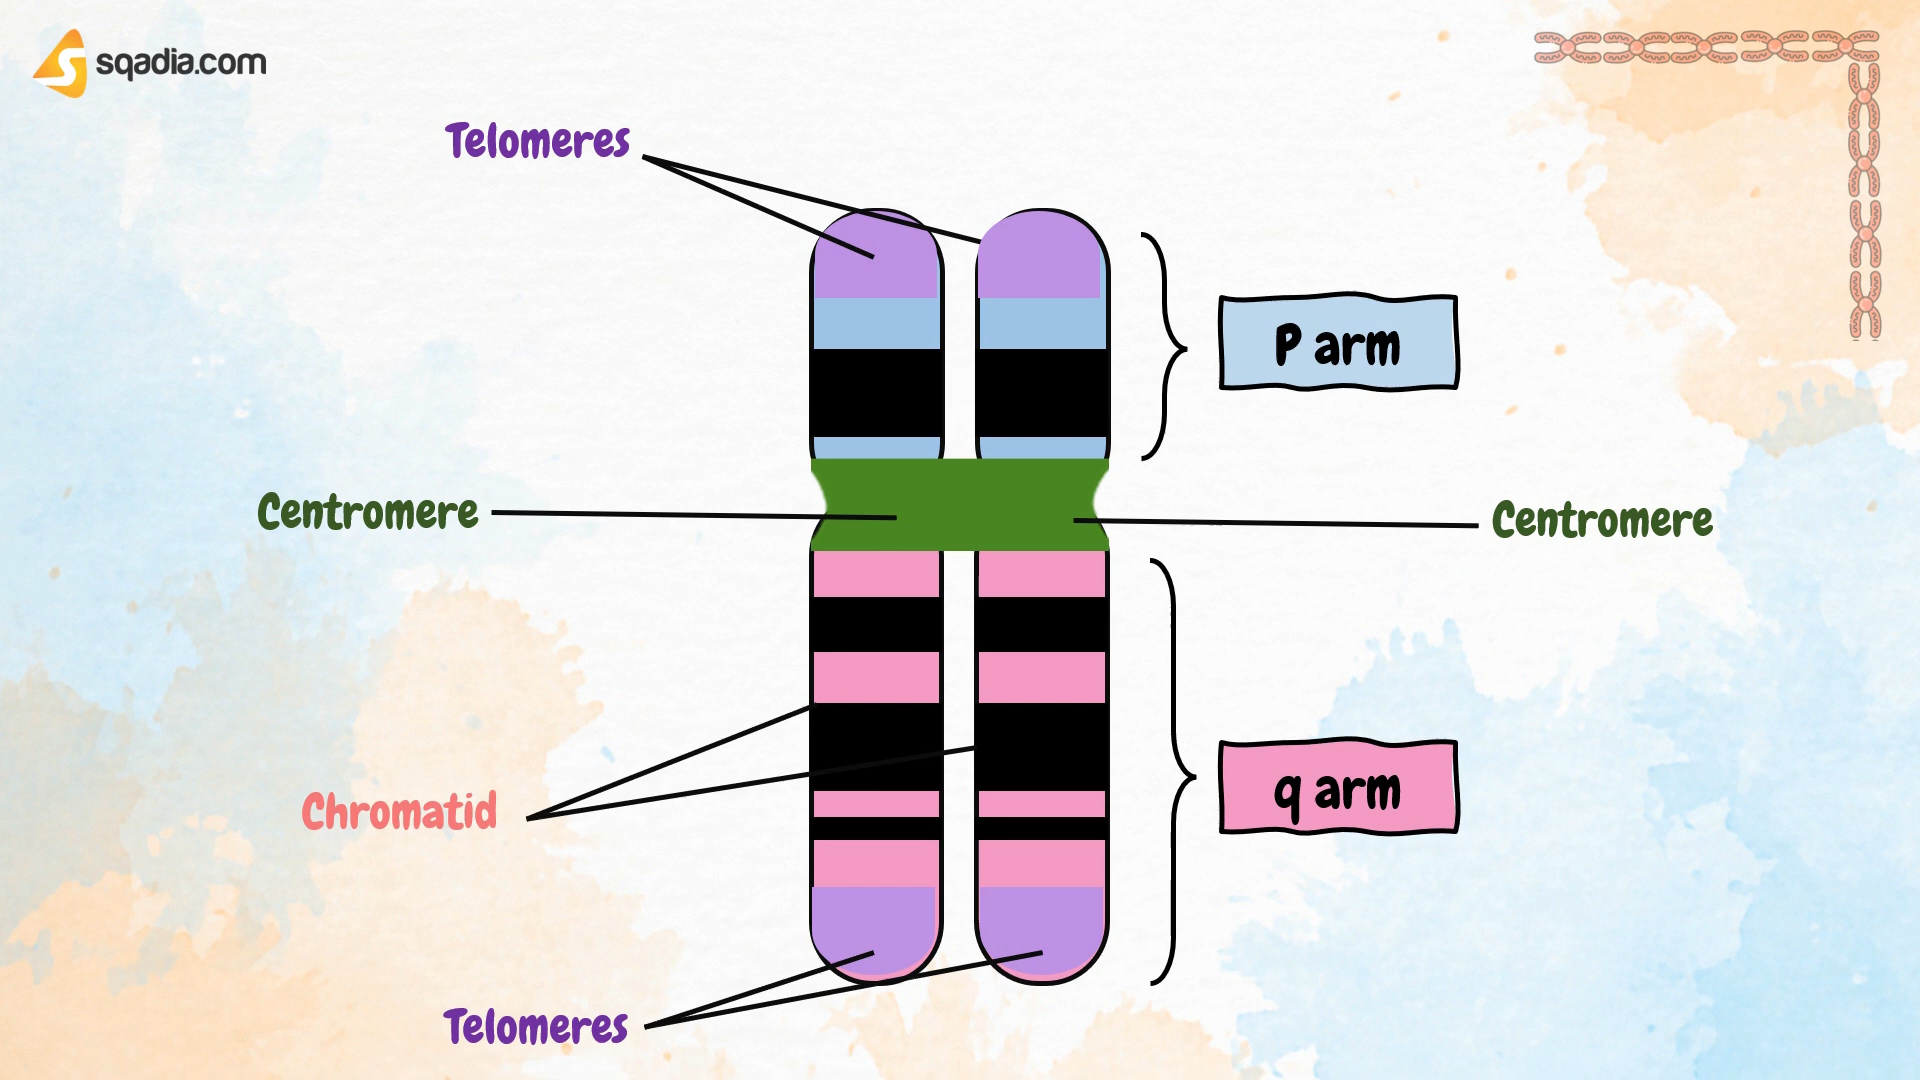 sqadia.com
Telomeres
P arm
Centromere
Centromere
q arm
Chromatid
Telomeres